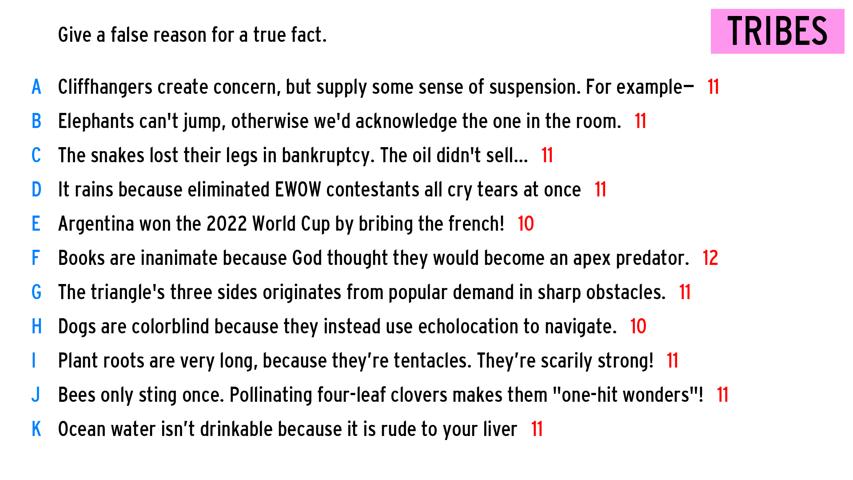 Give a false reason for a true fact.
TRIBES
A Cliffhangers create concern, but supply some sense of suspension. For example— 11
B Elephants can't jump, otherwise we'd acknowledge the one in the room. 11
C The snakes lost their legs in bankruptcy. The oil didn't sell... 11
D It rains because eliminated EWOW contestants all cry tears at once 11
E Argentina won the 2022 World Cup by bribing the french! 10
F Books are inanimate because God thought they would become an apex predator. 12
G The triangle's three sides originates from popular demand in sharp obstacles. 11
H Dogs are colorblind because they instead use echolocation to navigate. 10
I Plant roots are very long, because they’re tentacles. They’re scarily strong! 11
J Bees only sting once. Pollinating four-leaf clovers makes them "one-hit wonders"! 11
K Ocean water isn’t drinkable because it is rude to your liver 11